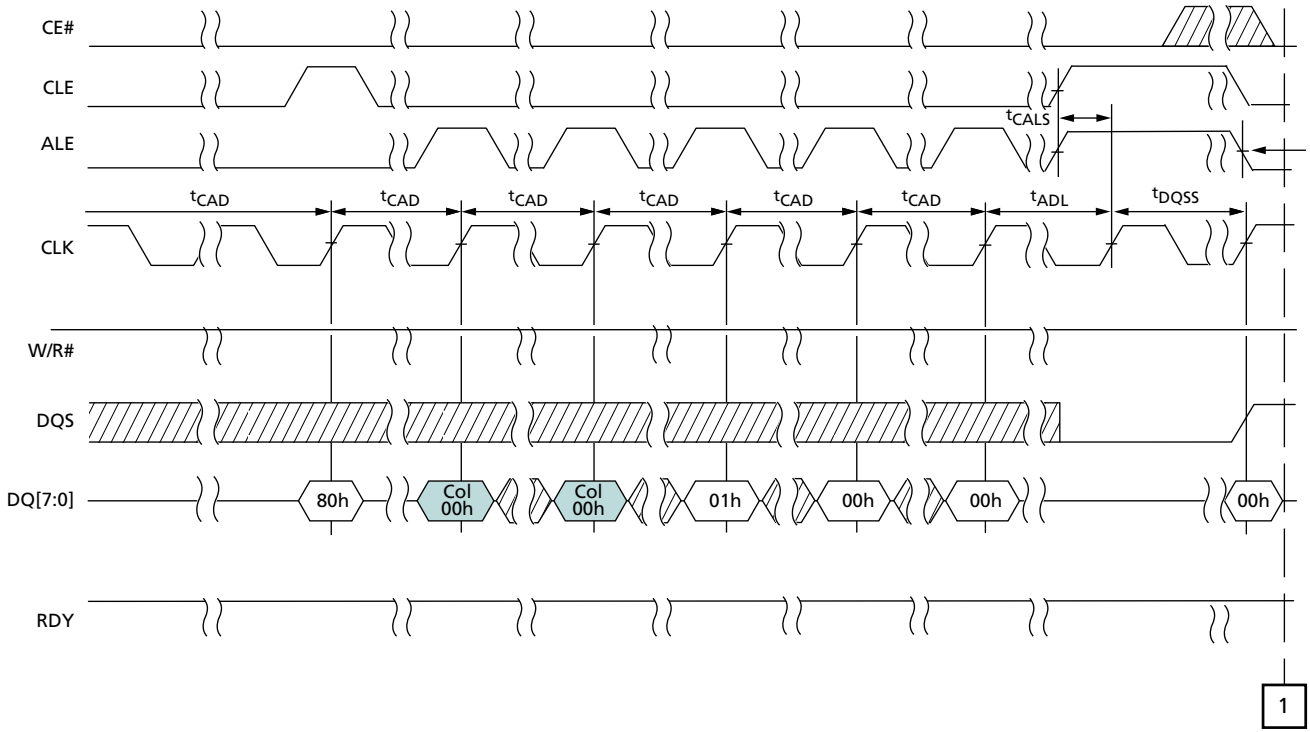 CE#
CLE
tCALS
ALE
tCAD tCAD tCAD tCAD tCAD tCAD tADL tDQSS
CLK
W/R#
DQS
DQ[7:0] 80h Col 00h Col 00h 01h 00h 00h 00h
RDY
1